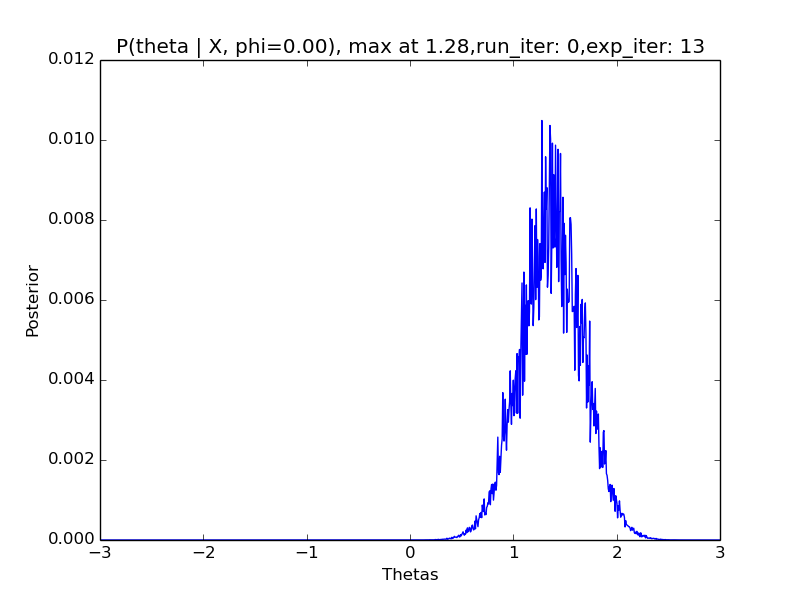 P(theta | X, phi=0.00), max at 1.28,run_iter: 0,exp_iter: 13
0.012
0.010
0.008
0.006
0.004
0.002
0.000
Posterior
−3 −2 −1 0 1 2 3
Thetas